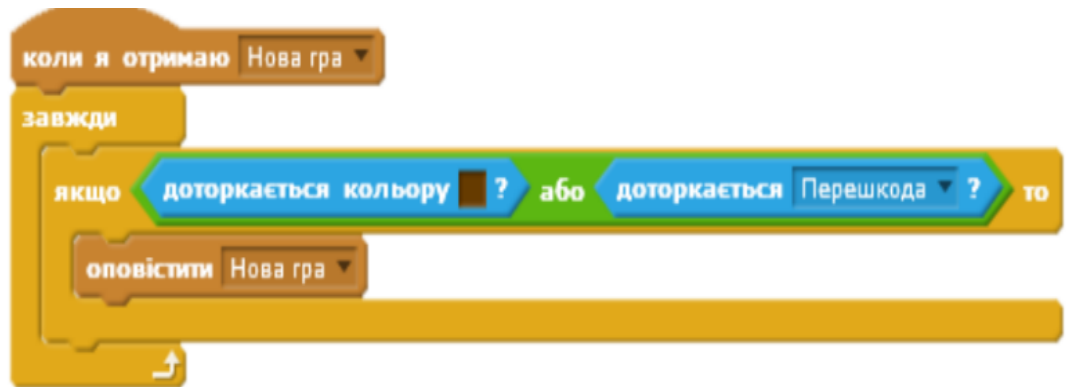 коли я отримаю Нова гра
завжди
якщо доторкається кольору ? або доторкається Перешкода ? то
оповістити Нова гра